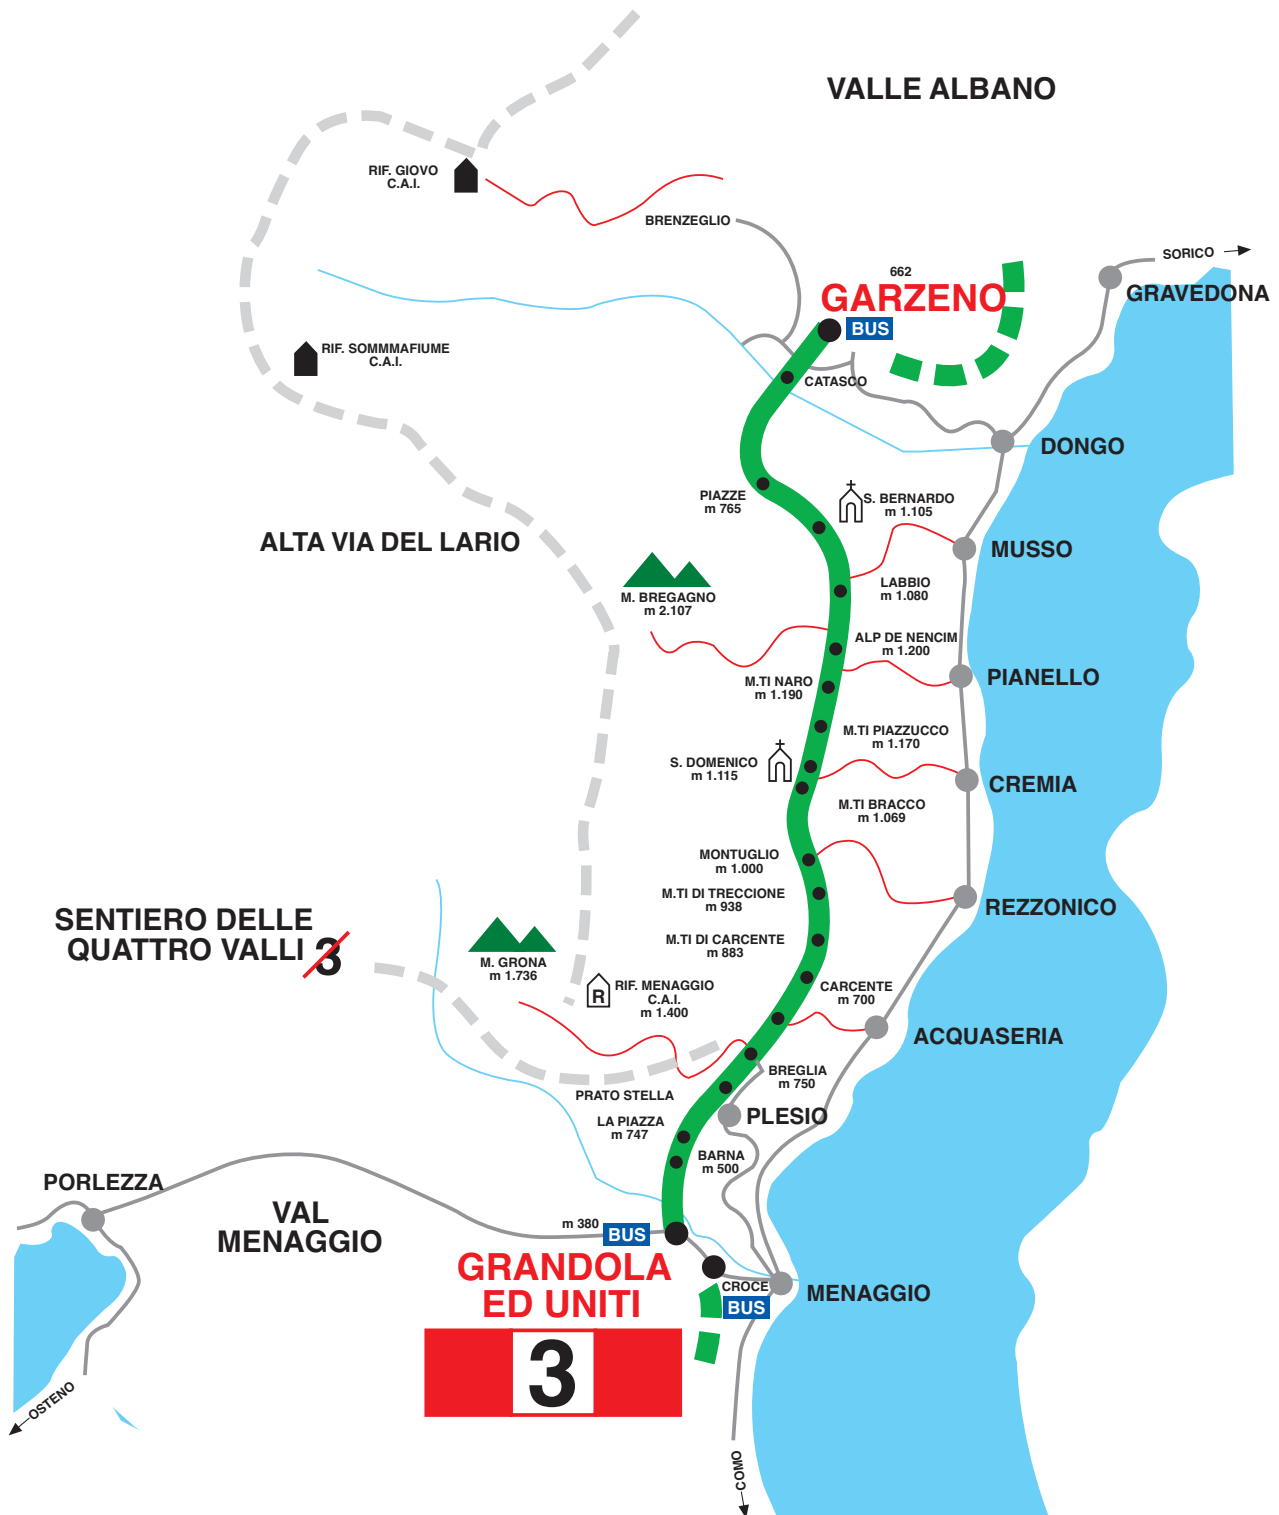 VALLE ALBANO
RIF. GIOVO
C.A.I.
BRENZEGLIO
SORICO
662
GARZENO
GRAVEDONA
BUS
RIF. SOMMMAFIUME
C.A.I.
CATASCO
DONGO
PIAZZE
m 765
S. BERNARDO
m 1.105
ALTA VIA DEL LARIO
MUSSO
LABBIO
m 1.080
M. BREGAGNO
m 2.107
ALP DE NENCIM
m 1.200
M.TI NARO
m 1.190
PIANELLO
M.TI PIAZZUCCO
m 1.170
S. DOMENICO
m 1.115
CREMIA
M.TI BRACCO
m 1.069
MONTUGLIO
m 1.000
M.TI DI TRECCIONE
m 938
REZZONICO
SENTIERO DELLE
QUATTRO VALLI 3
M.TI DI CARCENTE
m 883
M. GRONA
m 1.736
R
RIF. MENAGGIO
C.A.I.
m 1.400
CARCENTE
m 700
ACQUASERIA
BREGLIA
m 750
PRATO STELLA
PLESIO
LA PIAZZA
m 747
BARNA
m 500
PORLEZZA
VAL
MENAGGIO
m 380
BUS
GRANDOLA
ED UNITI
CROCE
BUS
MENAGGIO
3
OSTENO
COMO